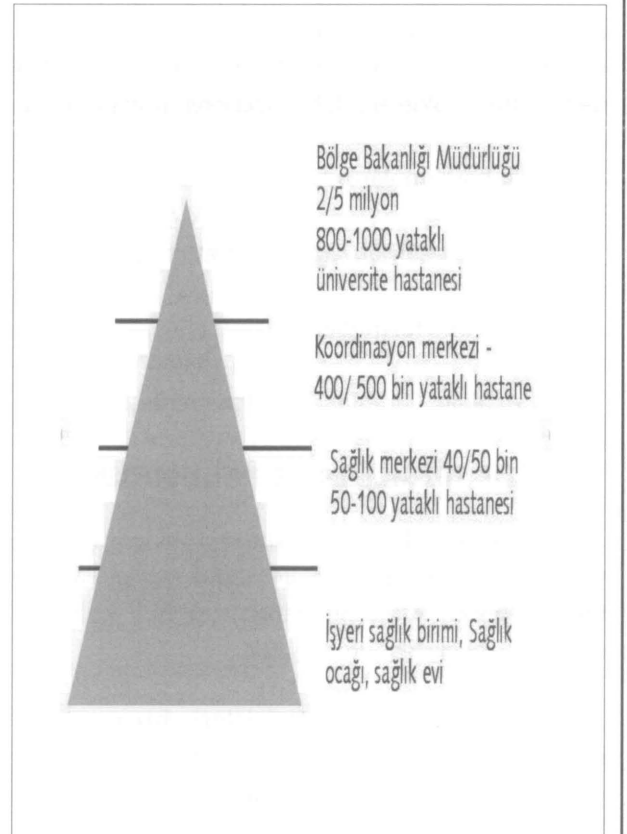 Bölge Bakanlığı Müdürlüğü
2/5 milyon
800-1000 yataklı
üniversite hastanesi
Koordinasyon merkezi -
400/ 500 bin yataklı hastane
Sağlık merkezi 40/50 bin
50-100 yataklı hastanesi
İşyeri sağlık birimi, Sağlık
ocağı, sağlık evi